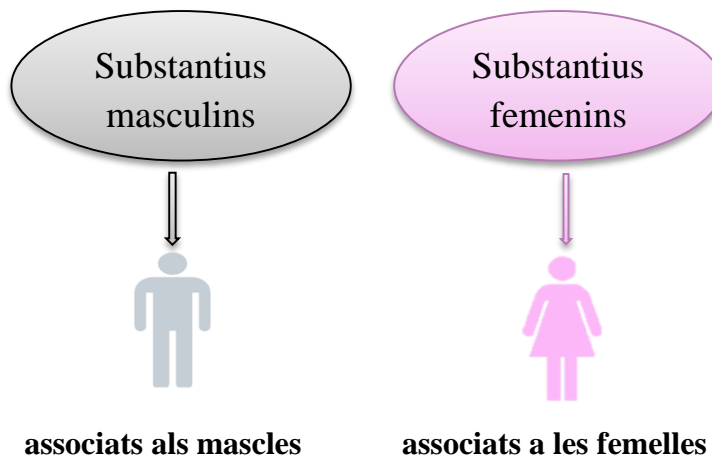 Substantius
masculins
Substantius
femenins
associats als mascles
associats a les femelles